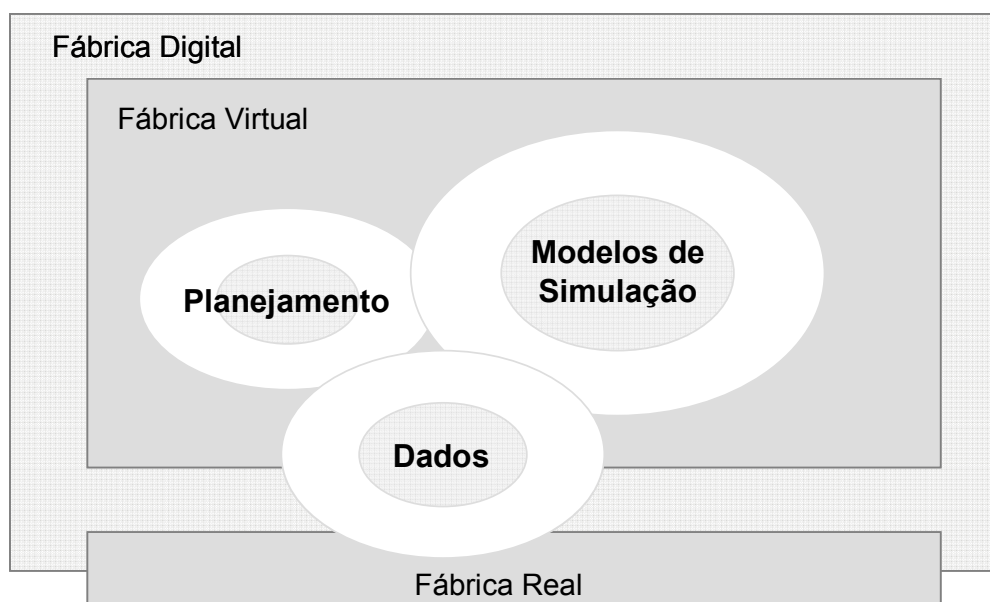 Fábrica Digital
Fábrica Virtual
Modelos de
Simulação
Planejamento
Dados
Fábrica Real